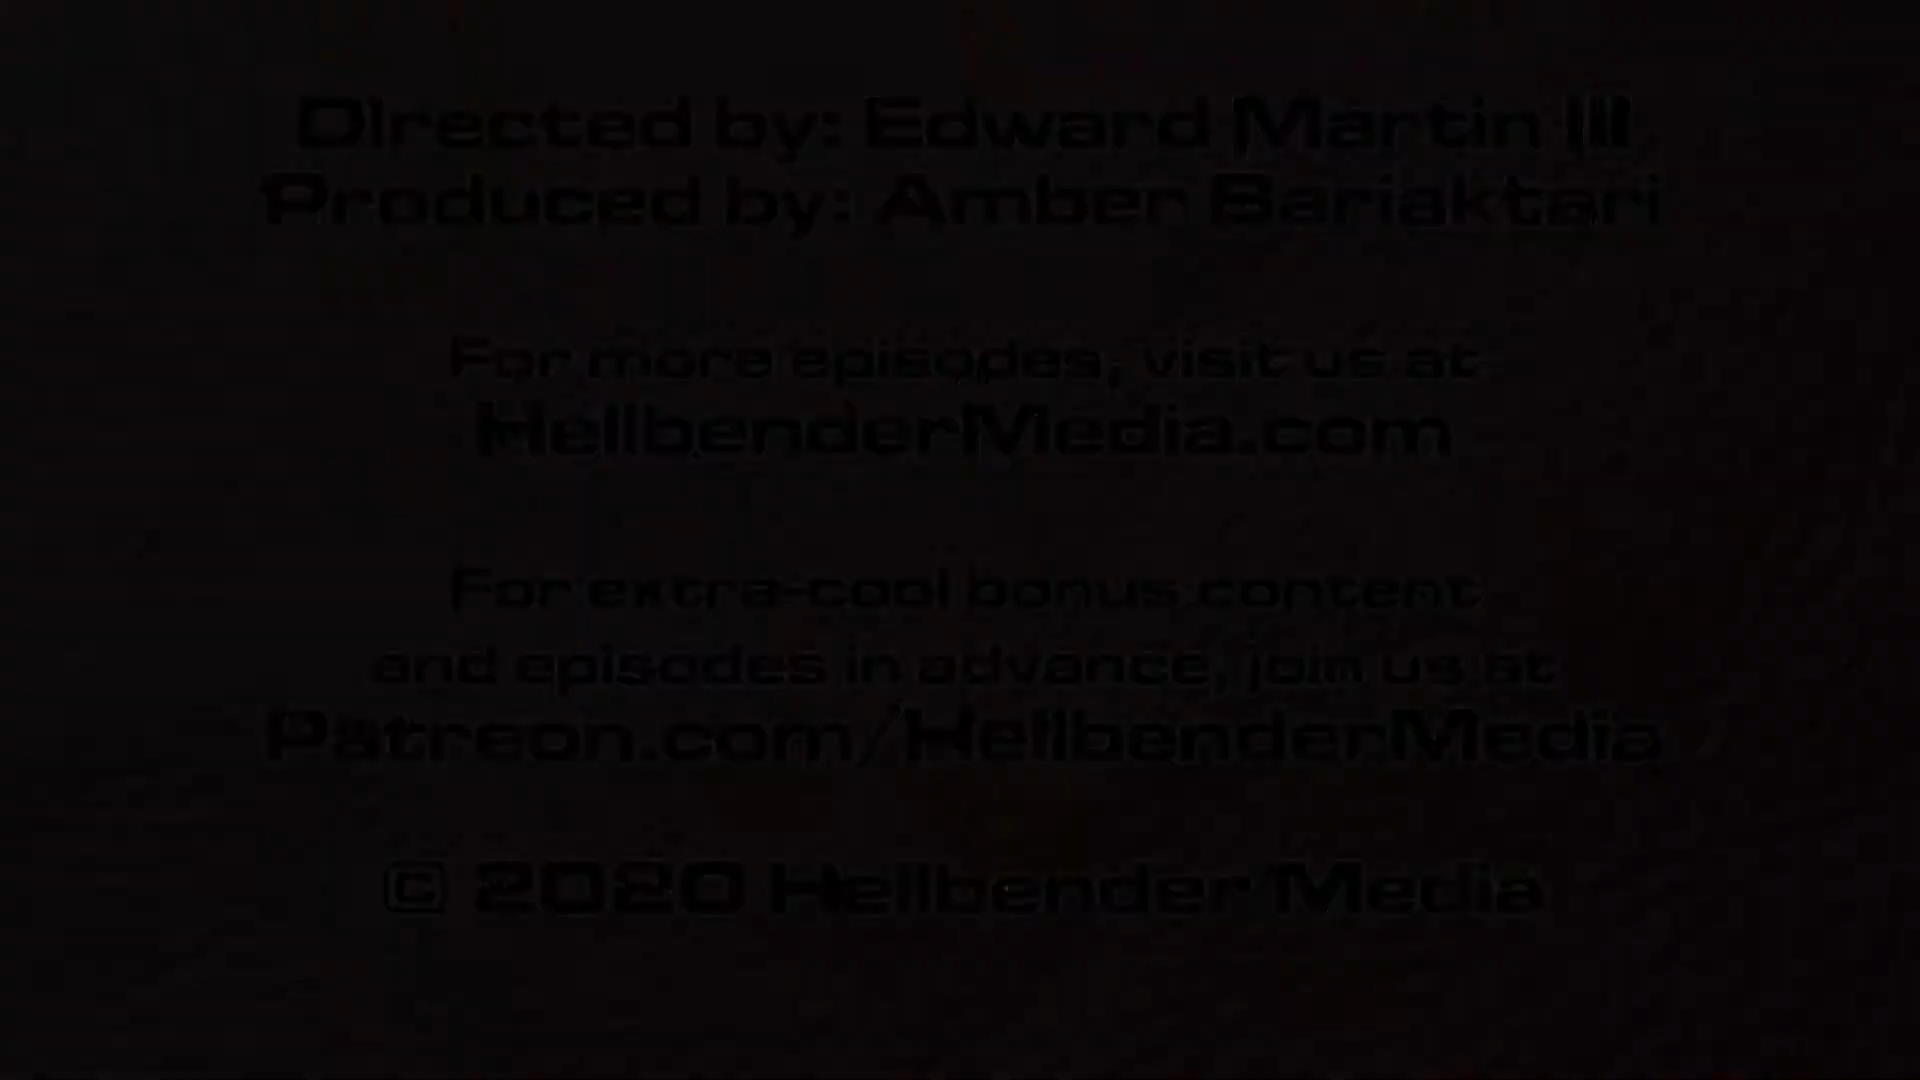 Directed by: Edward Martin III
Produced by: Amber Bariaktari
For more episodes, visit us at
HellbenderMedia.com
For extra-cool bonus content
and episodes in advance, join us at
Patreon.com/HellbenderMedia
© 2020 Hellbender Media